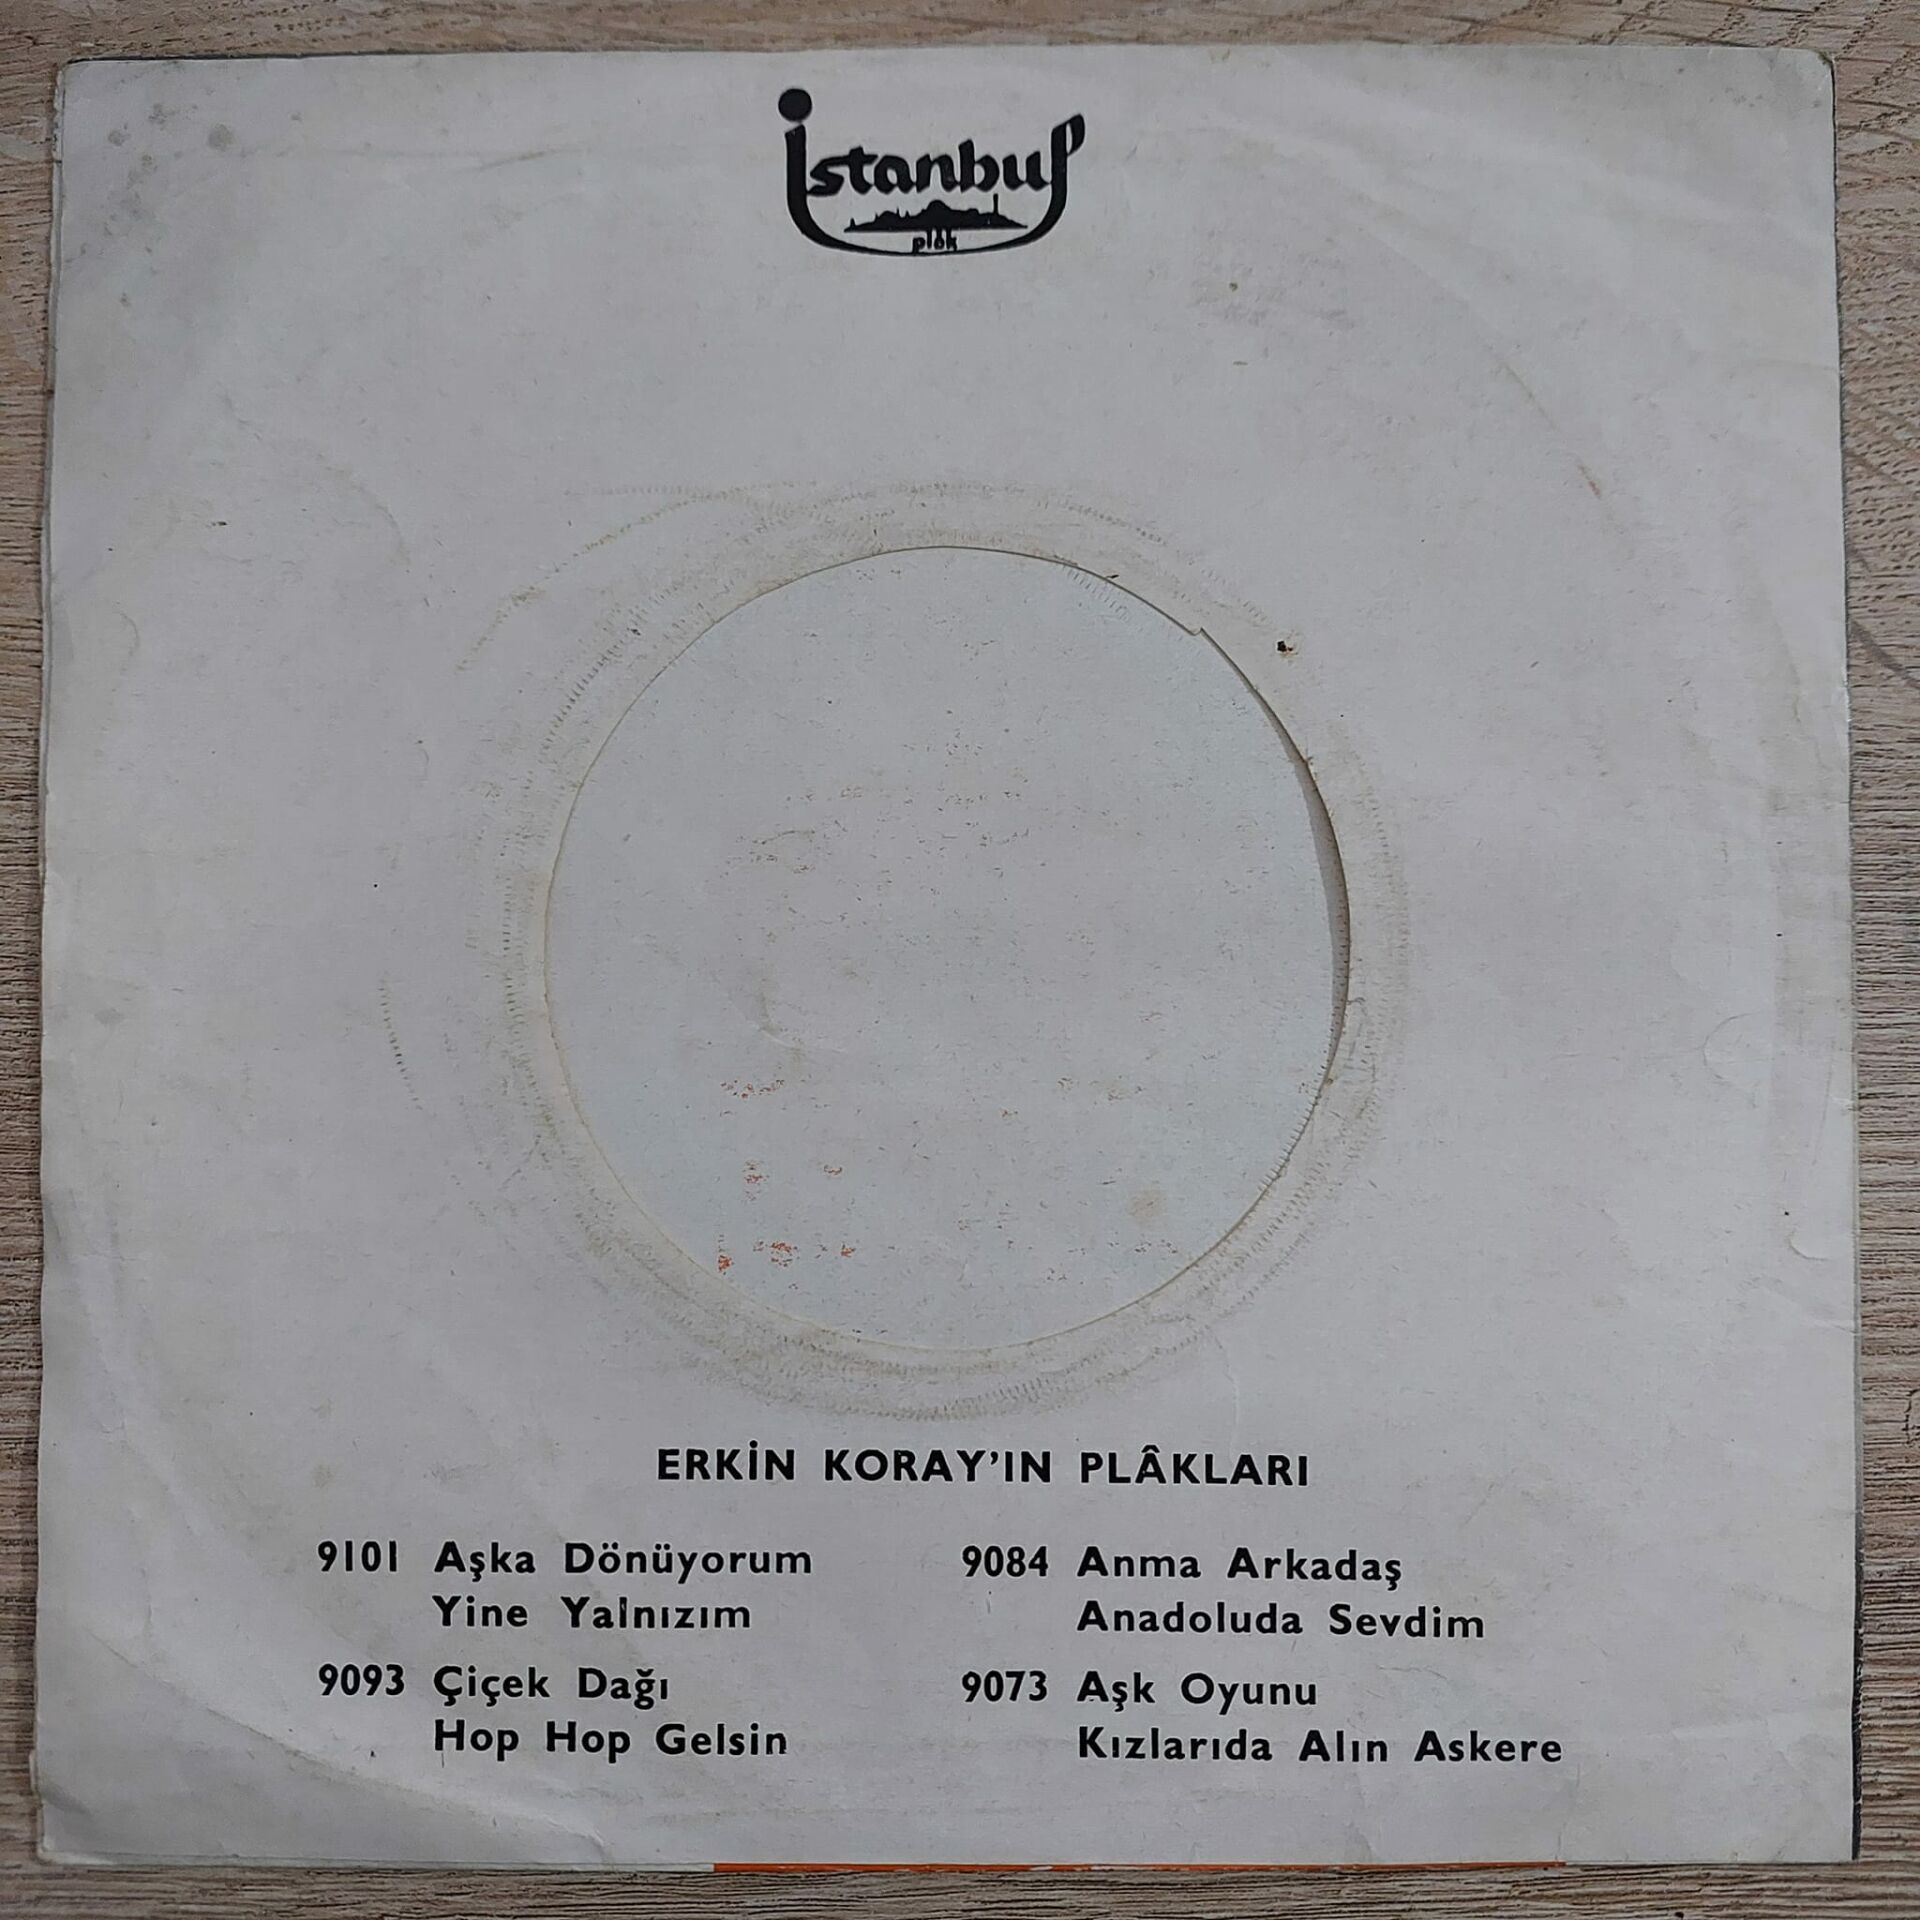 istanbul
plâk
ERKİN KORAY'IN PLÂKLARI
9101 Aşka Dönüyorum
Yine Yalnızım
9093 Çiçek Dağı
Hop Hop Gelsin
9084 Anma Arkadaş
Anadoluda Sevdim
9073 Aşk Oyunu
Kızlarıda Alın Askere